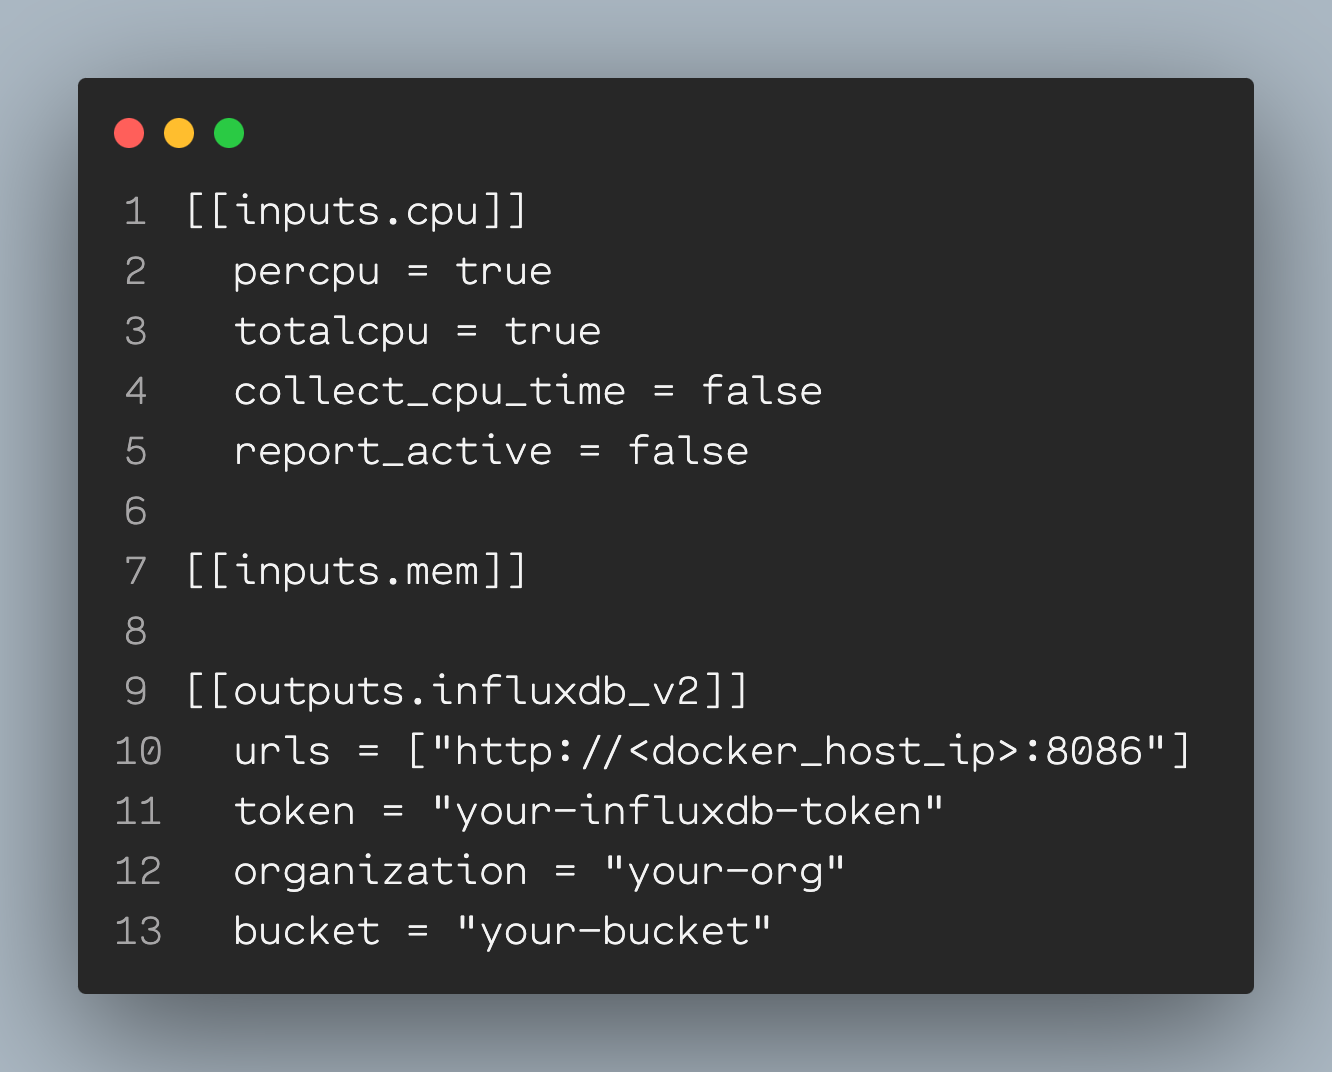 1 [[inputs.cpu]]
2   percpu = true
3   totalcpu = true
4   collect_cpu_time = false
5   report_active = false
6
7 [[inputs.mem]]
8
9 [[outputs.influxdb_v2]]
10   urls = ["http://<docker_host_ip>:8086"]
11   token = "your-influxdb-token"
12   organization = "your-org"
13   bucket = "your-bucket"